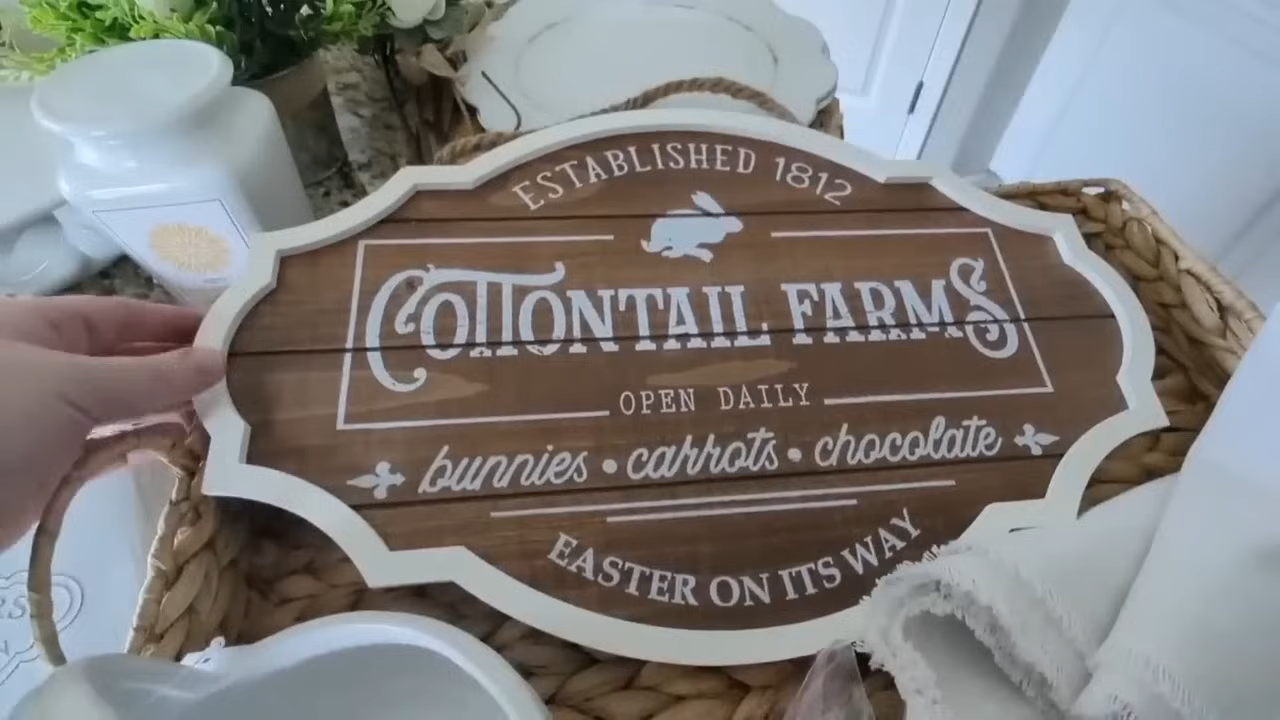 ESTABLISHED 1812
COTTONTAIL FARMS
OPEN DAILY
bunnies • carrots • chocolate
EASTER ON ITS WAY